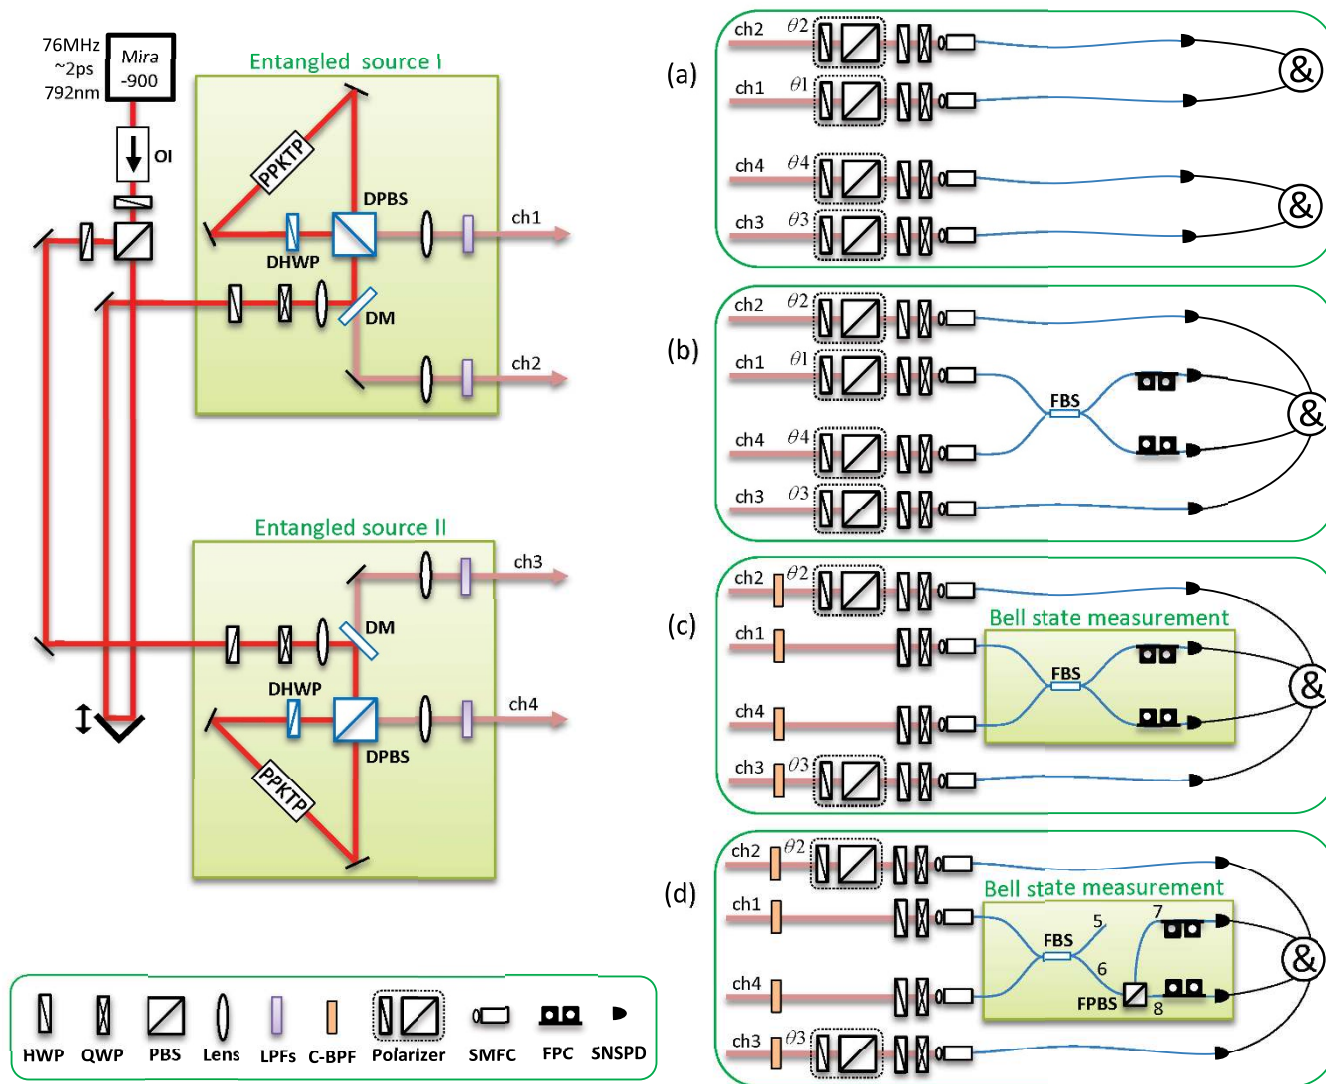 76MHz
~2ps
792nm
Mira
-900
OI
Entangled source I
PPKTP
DPBS
DHWP
DM
ch1
ch2
Entangled source II
ch3
DM
DHWP
ch4
DPBS
PPKTP
HWP QWP PBS Lens LPFs C-BPF Polarizer SMFC FPC SNSPD
(a)
ch2 θ2
ch1 θ1
&
ch4 θ4
ch3 θ3
&
(b)
ch2 θ2
ch1 θ1
FBS
&
ch4 θ4
ch3 θ3
(c)
ch2 θ2
Bell state measurement
ch1
FBS
&
ch4
ch3 θ3
(d)
ch2 θ2
Bell state measurement
ch1
5 7
FBS
6
&
FPBS 8
ch4
ch3 θ3